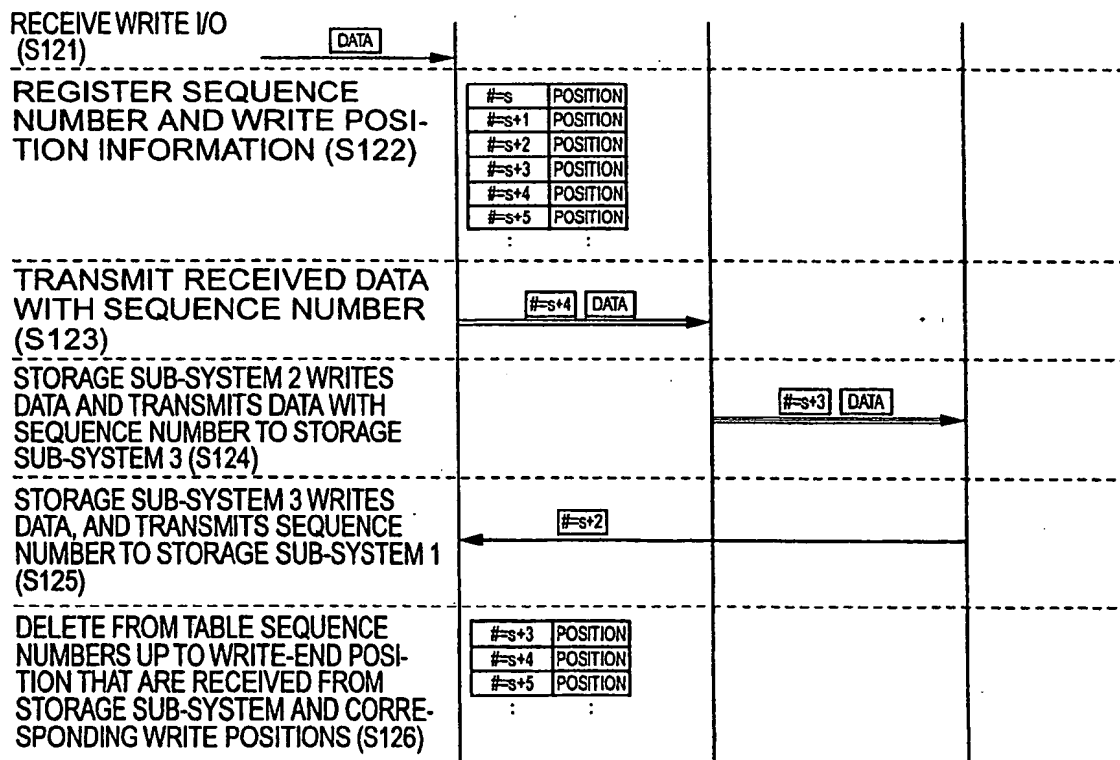 RECEIVE WRITE I/O
(S121)
DATA
REGISTER SEQUENCE
NUMBER AND WRITE POSI-
TION INFORMATION (S122)
#=s POSITION
#=s+1 POSITION
#=s+2 POSITION
#=s+3 POSITION
#=s+4 POSITION
#=s+5 POSITION
: :
TRANSMIT RECEIVED DATA
WITH SEQUENCE NUMBER
(S123)
#=s+4 DATA
STORAGE SUB-SYSTEM 2 WRITES
DATA AND TRANSMITS DATA WITH
SEQUENCE NUMBER TO STORAGE
SUB-SYSTEM 3 (S124)
#=s+3 DATA
STORAGE SUB-SYSTEM 3 WRITES
DATA, AND TRANSMITS SEQUENCE
NUMBER TO STORAGE SUB-SYSTEM 1
(S125)
#=s+2
DELETE FROM TABLE SEQUENCE
NUMBERS UP TO WRITE-END POSI-
TION THAT ARE RECEIVED FROM
STORAGE SUB-SYSTEM AND CORRE-
SPONDING WRITE POSITIONS (S126)
#=s+3 POSITION
#=s+4 POSITION
#=s+5 POSITION
: :